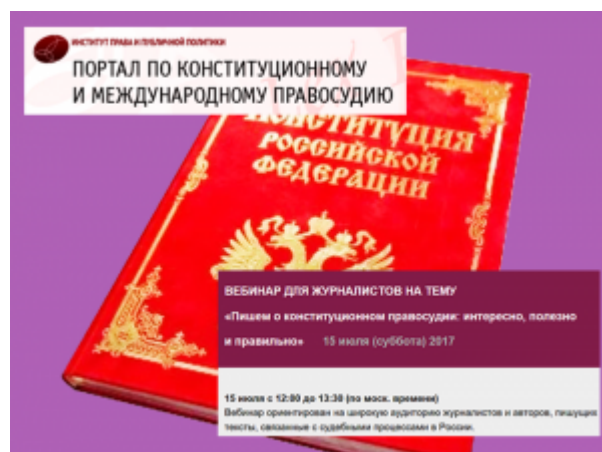 ИНСТИТУТ ПРАВА И ПУБЛИЧНОЙ ПОЛИТИКИ
ПОРТАЛ ПО КОНСТИТУЦИОННОМУ
И МЕЖДУНАРОДНОМУ ПРАВОСУДИЮ
КОНСТИТУЦИЯ
РОССИЙСКОЙ
ФЕДЕРАЦИИ
ВЕБИНАР ДЛЯ ЖУРНАЛИСТОВ НА ТЕМУ
«Пишем о конституционном правосудии: интересно, полезно
и правильно» 15 июля (суббота) 2017
15 июля с 12:00 до 13:30 (по моск. времени)
Вебинар ориентирован на широкую аудиторию журналистов и авторов, пишущих
тексты, связанные с судебными процессами в России.